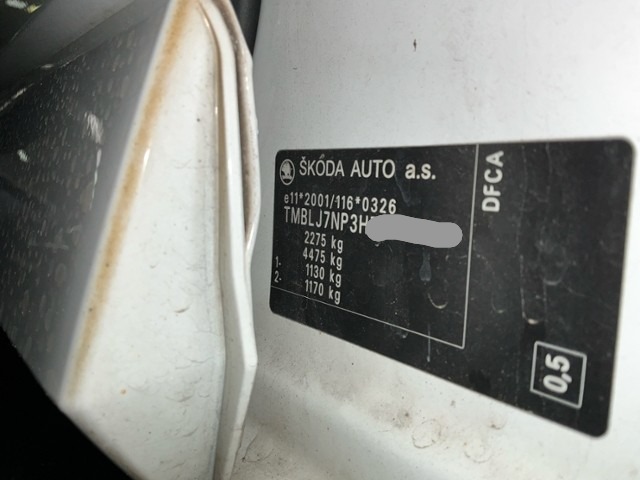 ŠKODA AUTO a.s.
e11*2001/116*0326
TMBLJ7NP3H
2275 kg
4475 kg
1- 1130 kg
2- 1170 kg
DFCA
0,5